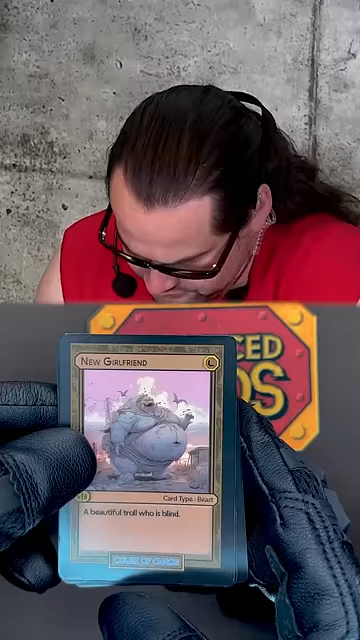 CED
OS
New Girlfriend
C
Card Type - Beast
A beautiful troll who is blind.